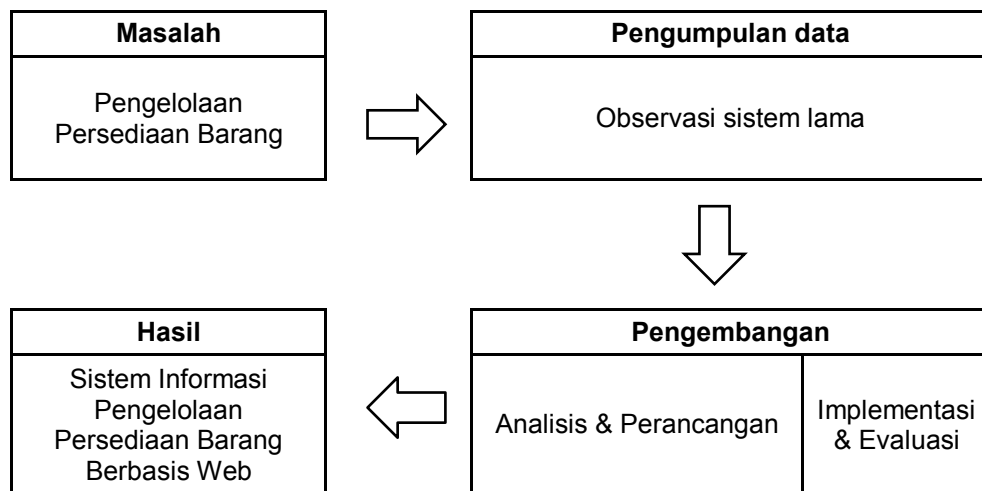 Masalah
Pengelolaan
Persediaan Barang
Pengumpulan data
Observasi sistem lama
Pengembangan
Analisis & Perancangan
Implementasi
& Evaluasi
Hasil
Sistem Informasi
Pengelolaan
Persediaan Barang
Berbasis Web